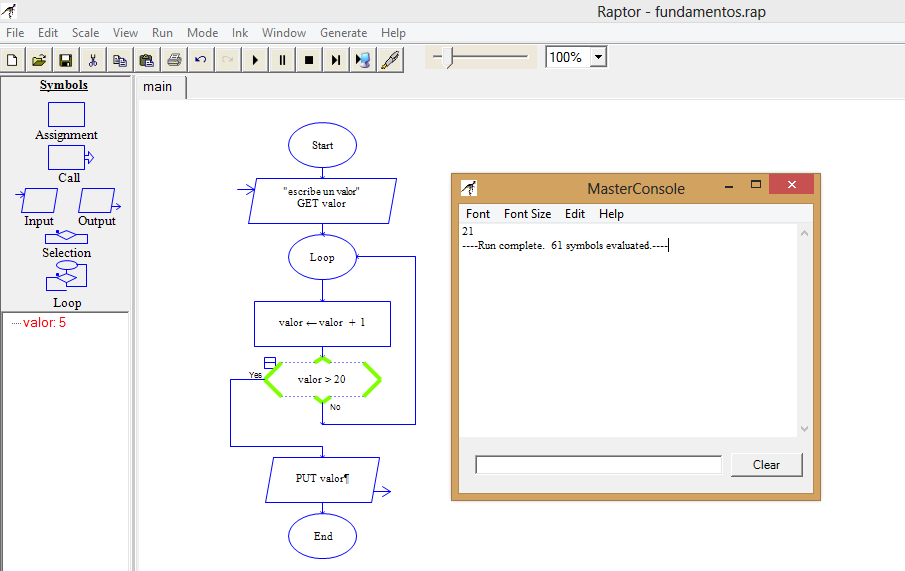 Raptor - fundamentos.rap
File Edit Scale View Run Mode Ink Window Generate Help
100%
Symbols
Assignment
Call
Input Output
Selection
Loop
valor: 5
main
Start
"escribe un valor"
GET valor
Loop
valor ← valor + 1
Yes
valor > 20
No
PUT valor¶
End
MasterConsole
Font Font Size Edit Help
21
----Run complete. 61 symbols evaluated.----
Clear